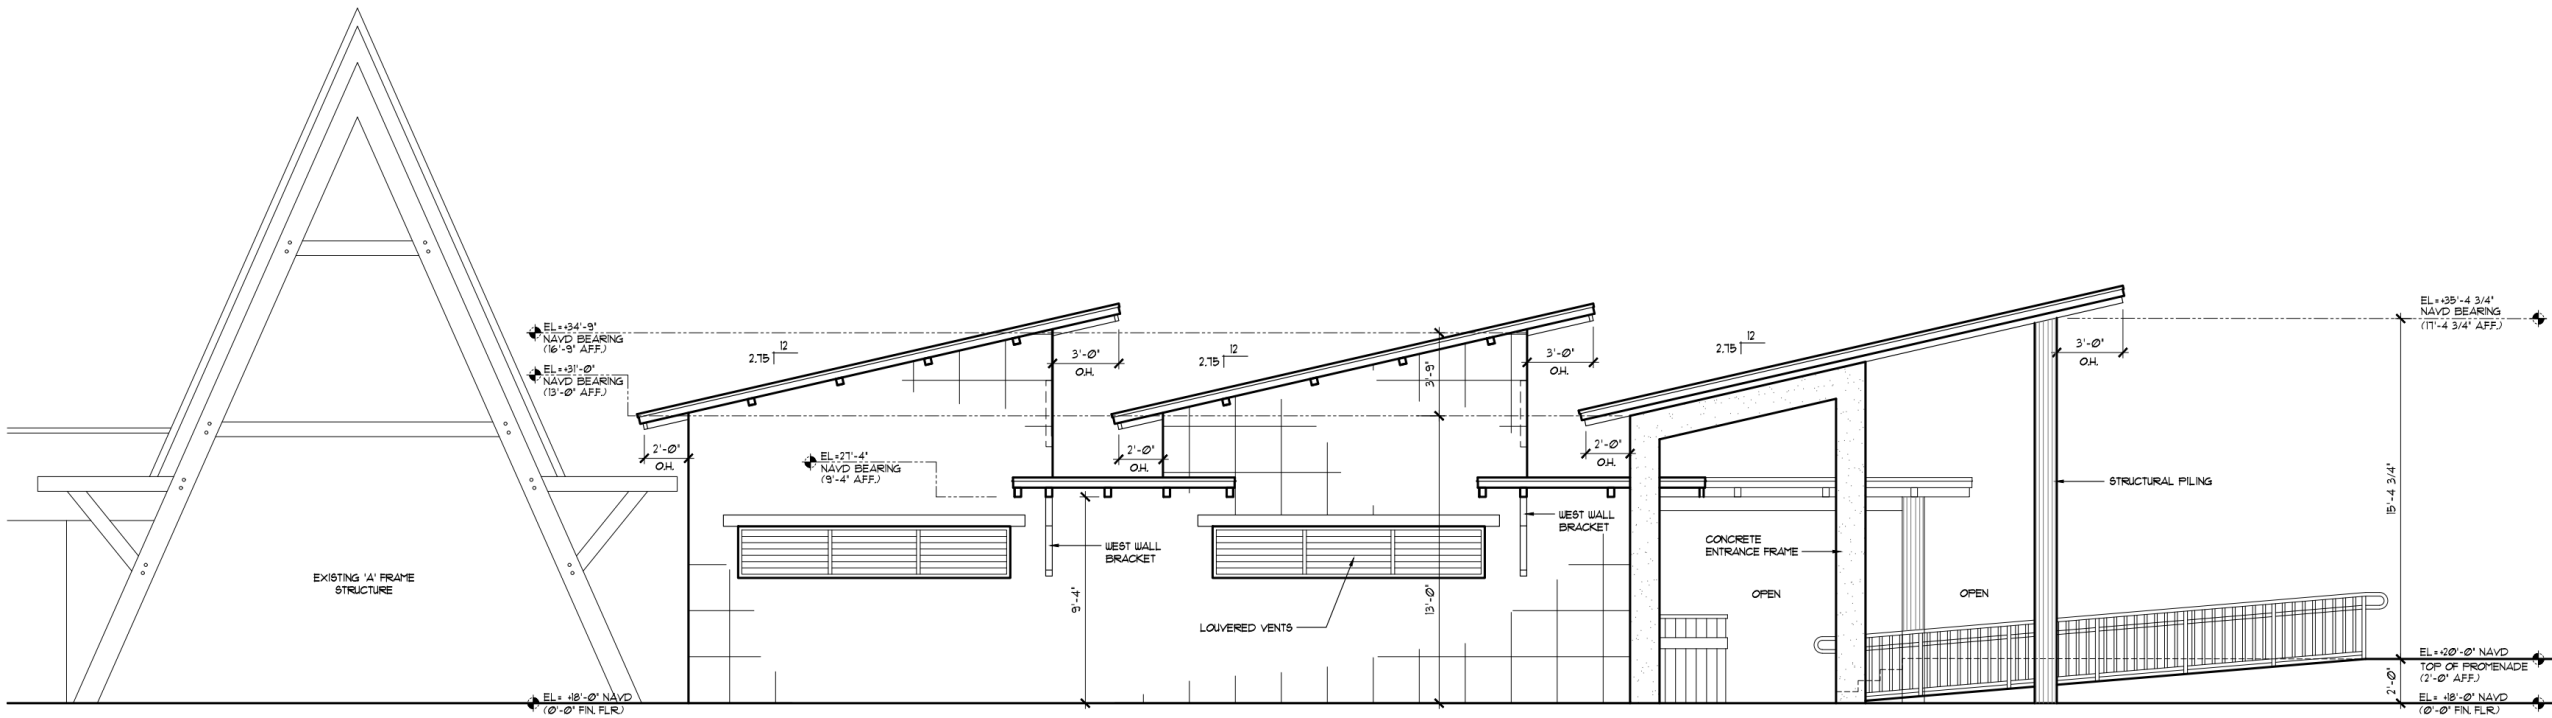 EL=+34'-9"
NAVD BEARING
(16'-9" A.F.F.)
EL=+31'-0"
NAVD BEARING
(13'-0" A.F.F.)
EXISTING 'A' FRAME
STRUCTURE
EL= +18'-0" NAVD
(0'-0" FIN. FLR.)
12
2.75
2'-0"
O.H.
3'-0"
O.H.
EL=27'-4"
NAVD BEARING
(9'-4" A.F.F.)
WEST WALL
BRACKET
9'-4"
12
2.75
2'-0"
O.H.
3'-9"
3'-0"
O.H.
LOUVERED VENTS
13'-0"
WEST WALL
BRACKET
12
2.75
2'-0"
O.H.
3'-0"
O.H.
CONCRETE
ENTRANCE FRAME
OPEN
OPEN
STRUCTURAL PILING
EL=+35'-4 3/4"
NAVD BEARING
(17'-4 3/4" A.F.F.)
15'-4 3/4"
EL=+20'-0" NAVD
TOP OF PROMENADE
(2'-0" A.F.F.)
2'-0"
EL= +18'-0" NAVD
(0'-0" FIN. FLR.)